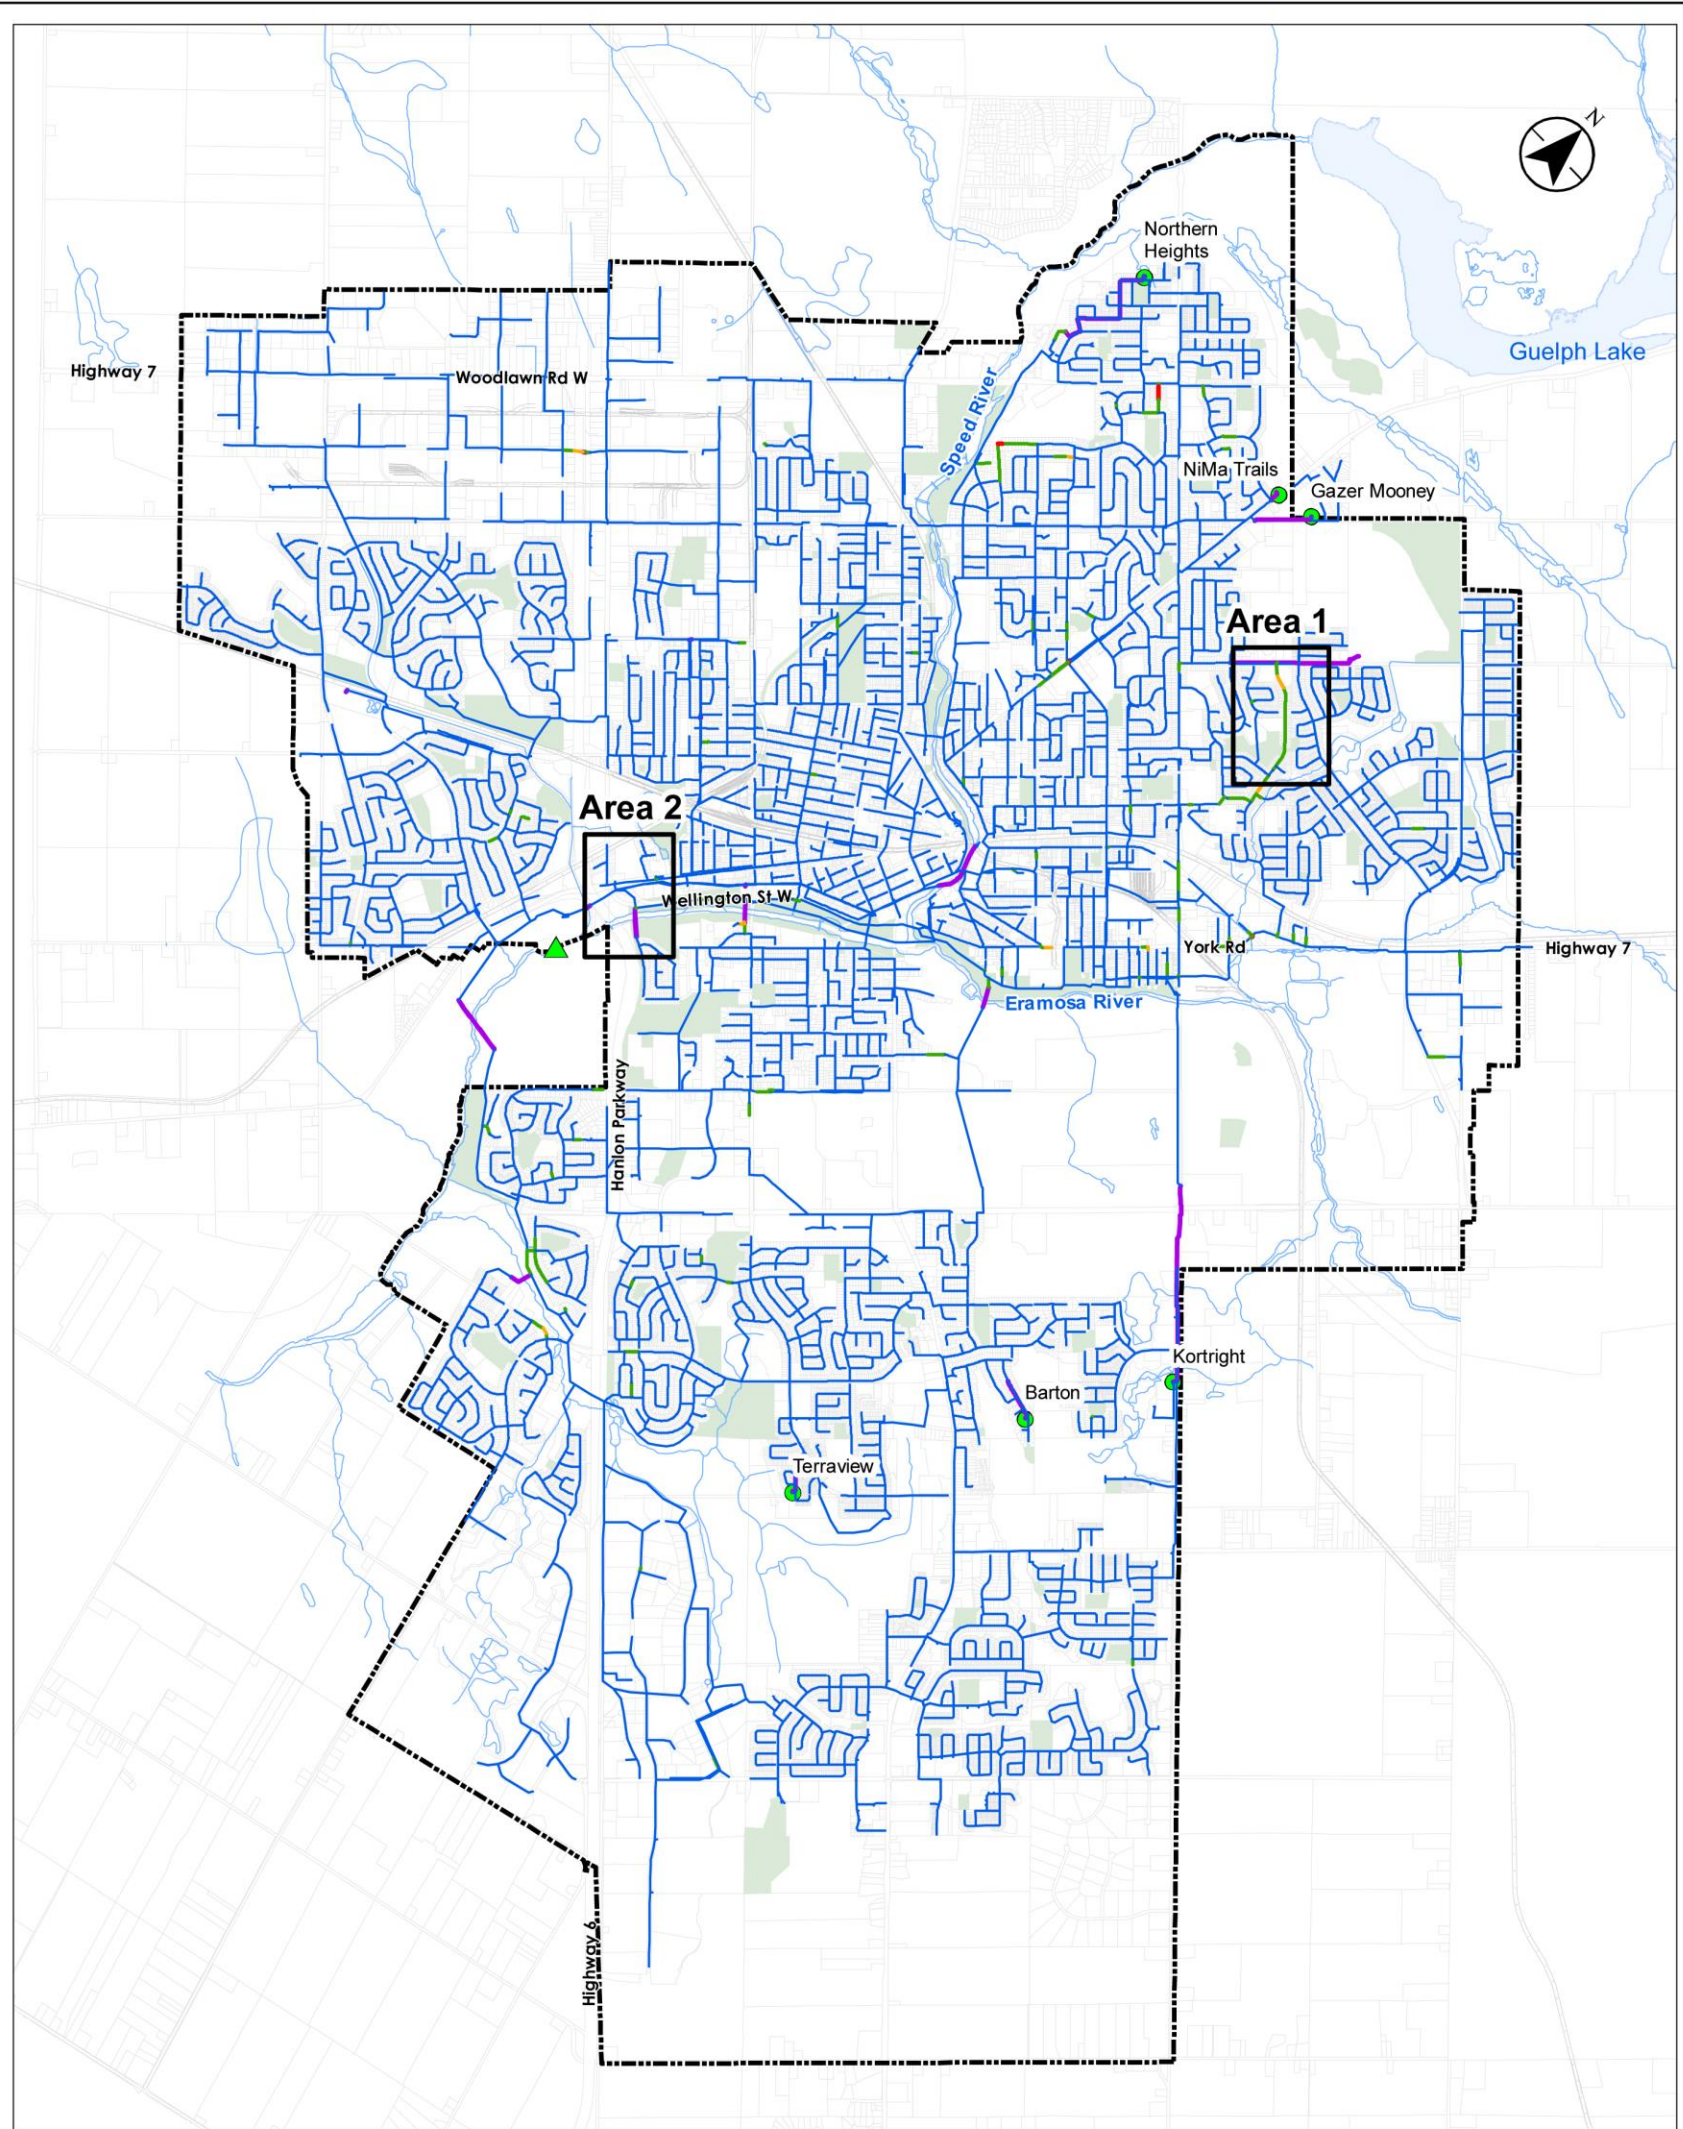 N
Northern
Heights
Guelph Lake
Highway 7
Woodlawn Rd W
Speed River
NiMa Trails
Gazer Mooney
Area 1
Area 2
Wellington St W
York Rd
Highway 7
Eramosa River
Hanlon Parkway
Kortright
Barton
Terraview
Highway 6